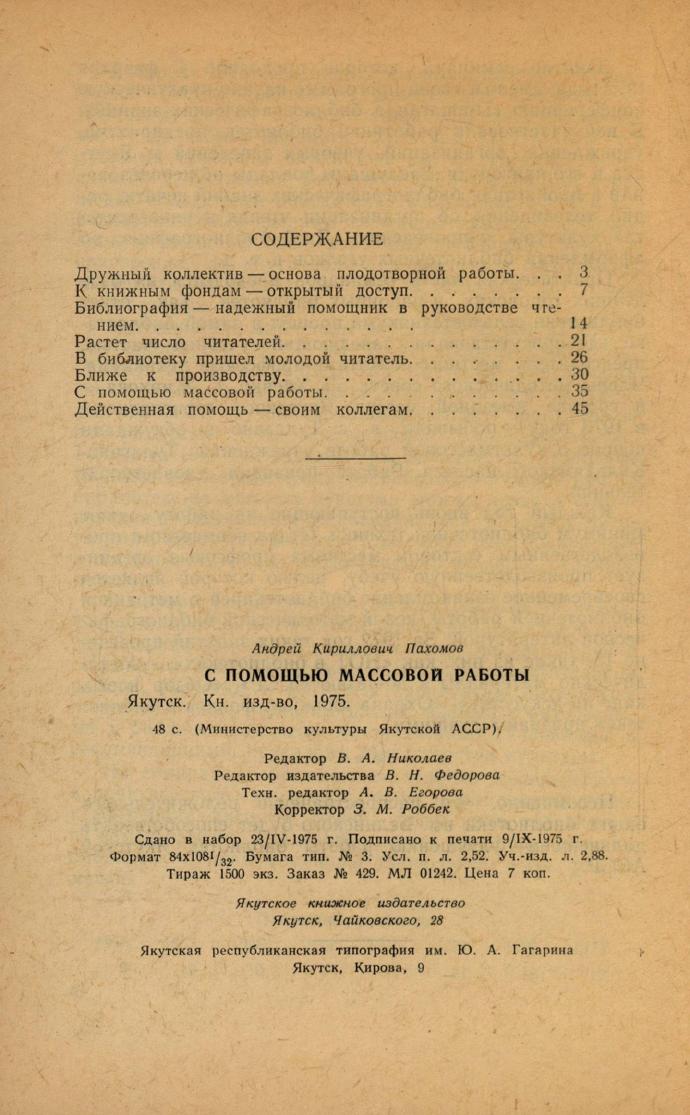 СОДЕРЖАНИЕ
Дружный коллектив — основа плодотворной работы. . . 3
К книжным фондам — открытый доступ. . . . . . . . 7
Библиография — надежный помощник в руководстве чте-
нием. . . . . . . . . . . . . . 14
Растет число читателей. . . . . . . . . . . . . . 21
В библиотеку пришел молодой читатель. . . . . . . . 26
Ближе к производству. . . . . . . . . . . . . . 30
С помощью массовой работы. . . . . . . . . . . . 35
Действенная помощь — своим коллегам. . . . . . . . 45
Андрей Кириллович Пахомов
С ПОМОЩЬЮ МАССОВОЙ РАБОТЫ
Якутск. Кн. изд-во, 1975.
48 с. (Министерство культуры Якутской АССР).
Редактор В. А. Николаев
Редактор издательства В. Н. Федорова
Техн. редактор А. В. Егорова
Корректор З. М. Роббек
Сдано в набор 23/IV-1975 г. Подписано к печати 9/IX-1975 г.
Формат 84х108 1/32. Бумага тип. № 3. Усл. п. л. 2,52. Уч.-изд. л. 2,88.
Тираж 1500 экз. Заказ № 429. МЛ 01242. Цена 7 коп.
Якутское книжное издательство
Якутск, Чайковского, 28
Якутская республиканская типография им. Ю. А. Гагарина
Якутск, Кирова, 9